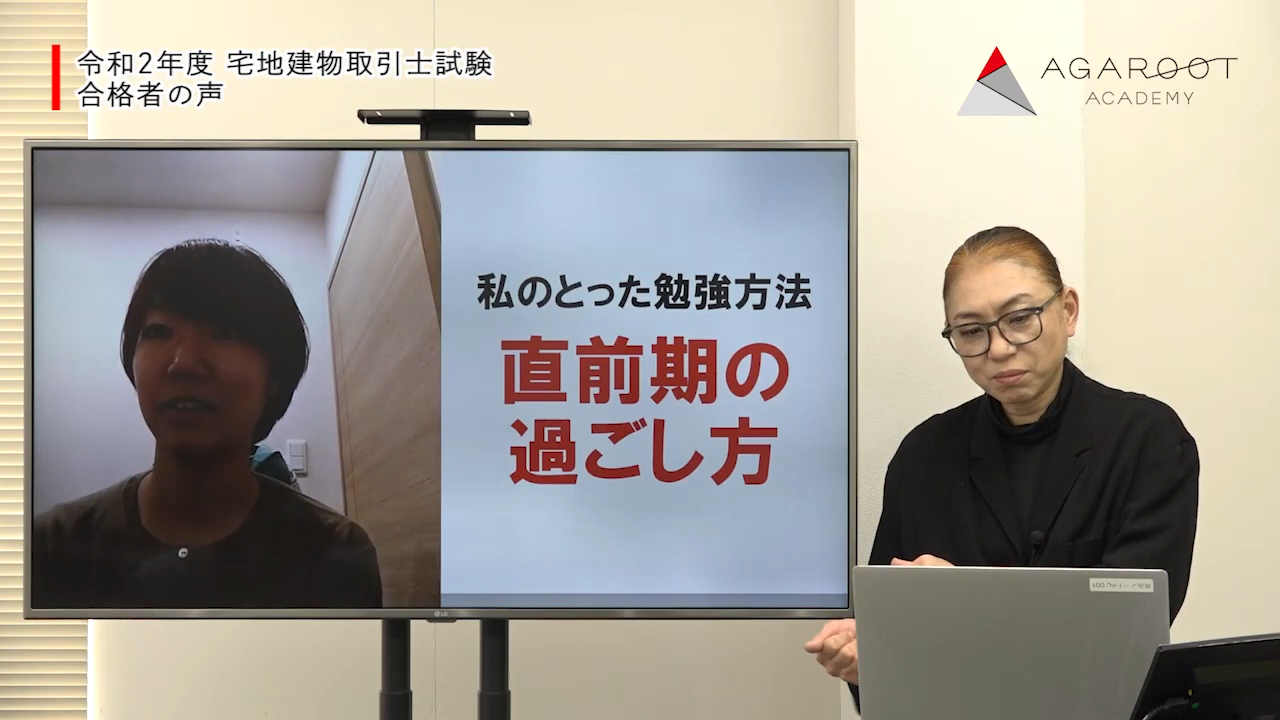 令和2年度 宅地建物取引士試験
合格者の声
AGAROOT
ACADEMY
私のとった勉強方法
直前期の
過ごし方
LG